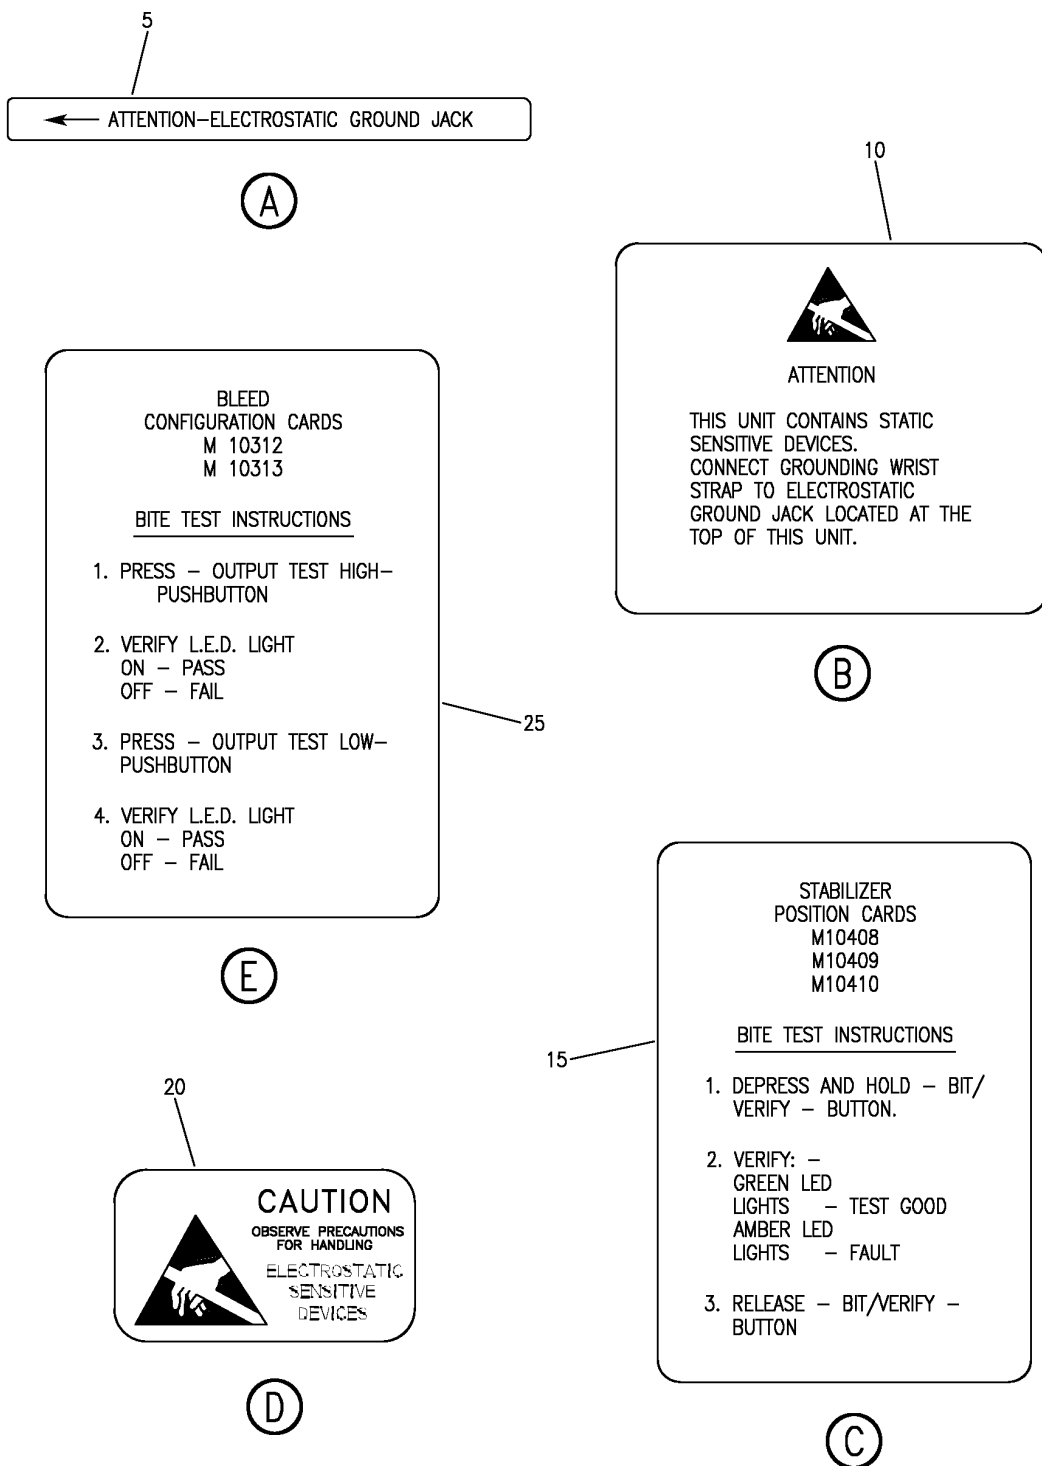 5
ATTENTION-ELECTROSTATIC GROUND JACK
A
10
ATTENTION
THIS UNIT CONTAINS STATIC
SENSITIVE DEVICES.
CONNECT GROUNDING WRIST
STRAP TO ELECTROSTATIC
GROUND JACK LOCATED AT THE
TOP OF THIS UNIT.
B
BLEED
CONFIGURATION CARDS
M 10312
M 10313
BITE TEST INSTRUCTIONS
1. PRESS - OUTPUT TEST HIGH-
PUSHBUTTON
2. VERIFY L.E.D. LIGHT
ON - PASS
OFF - FAIL
3. PRESS - OUTPUT TEST LOW-
PUSHBUTTON
4. VERIFY L.E.D. LIGHT
ON - PASS
OFF - FAIL
25
E
STABILIZER
POSITION CARDS
M10408
M10409
M10410
BITE TEST INSTRUCTIONS
1. DEPRESS AND HOLD - BIT/
VERIFY - BUTTON.
2. VERIFY: -
GREEN LED
LIGHTS - TEST GOOD
AMBER LED
LIGHTS - FAULT
3. RELEASE - BIT/VERIFY -
BUTTON
15
C
20
CAUTION
OBSERVE PRECAUTIONS
FOR HANDLING
ELECTROSTATIC
SENSITIVE
DEVICES
D